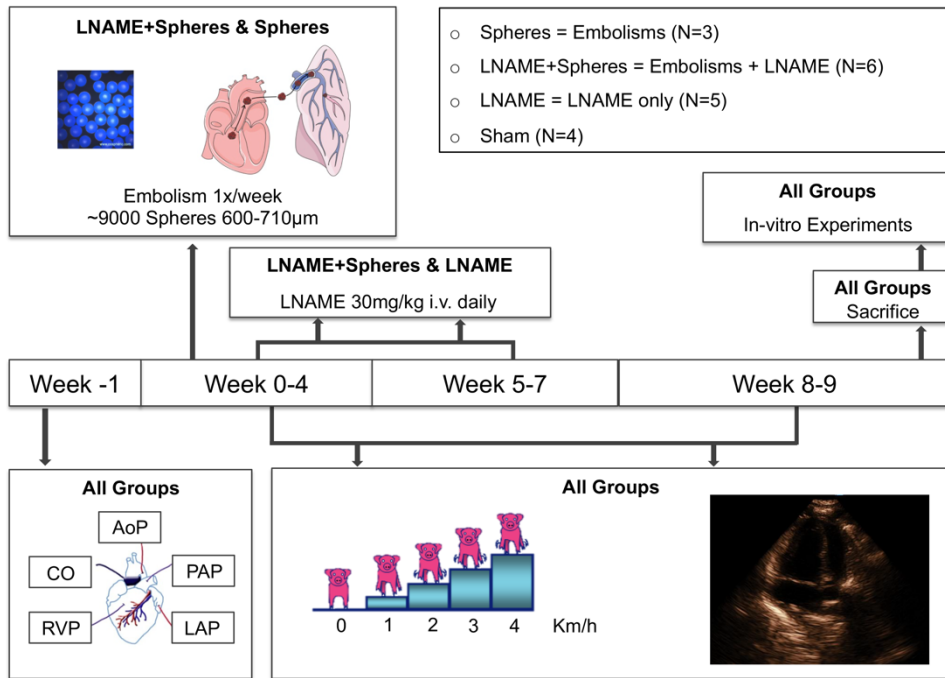 LNAME+Spheres & Spheres
Embolism 1x/week
~9000 Spheres 600-710µm
○ Spheres = Embolisms (N=3)
○ LNAME+Spheres = Embolisms + LNAME (N=6)
○ LNAME = LNAME only (N=5)
○ Sham (N=4)
All Groups
In-vitro Experiments
LNAME+Spheres & LNAME
LNAME 30mg/kg i.v. daily
All Groups
Sacrifice
Week -1
Week 0-4
Week 5-7
Week 8-9
All Groups
AoP
CO
PAP
RVP
LAP
All Groups
0 1 2 3 4 Km/h